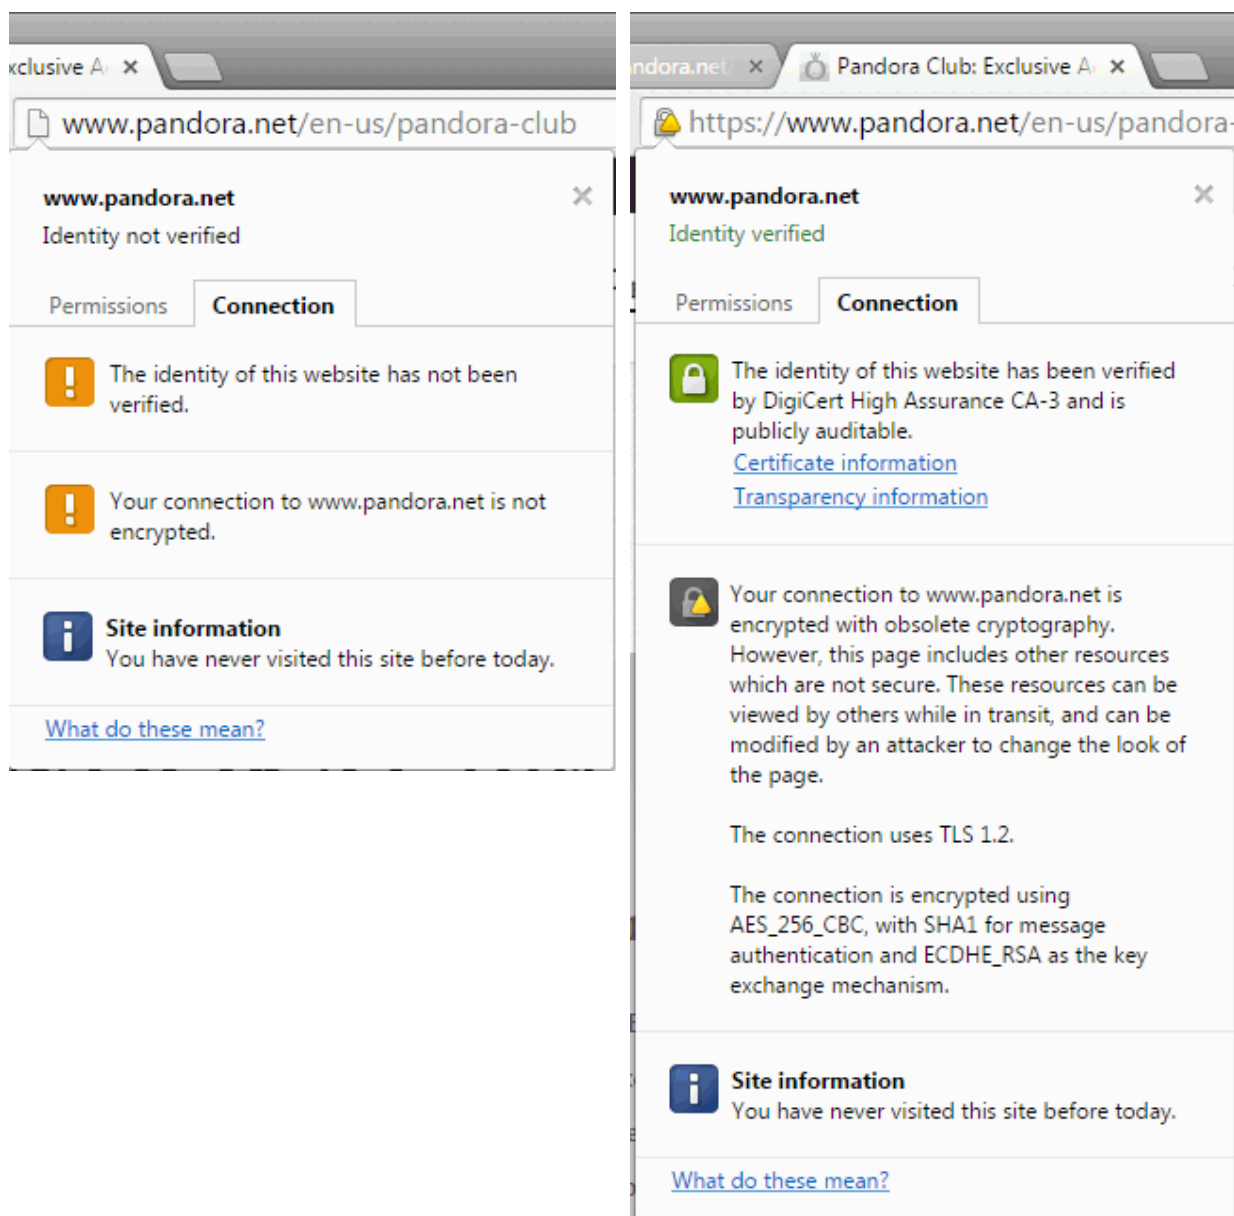 xclusive A
www.pandora.net/en-us/pandora-club
www.pandora.net
Identity not verified
Permissions
Connection
The identity of this website has not been
verified.
Your connection to www.pandora.net is not
encrypted.
Site information
You have never visited this site before today.
What do these mean?
ndora.net/
Pandora Club: Exclusive A
https://www.pandora.net/en-us/pandora-
www.pandora.net
Identity verified
Permissions
Connection
The identity of this website has been verified
by DigiCert High Assurance CA-3 and is
publicly auditable.
Certificate information
Transparency information
Your connection to www.pandora.net is
encrypted with obsolete cryptography.
However, this page includes other resources
which are not secure. These resources can be
viewed by others while in transit, and can be
modified by an attacker to change the look of
the page.
The connection uses TLS 1.2.
The connection is encrypted using
AES_256_CBC, with SHA1 for message
authentication and ECDHE_RSA as the key
exchange mechanism.
Site information
You have never visited this site before today.
What do these mean?